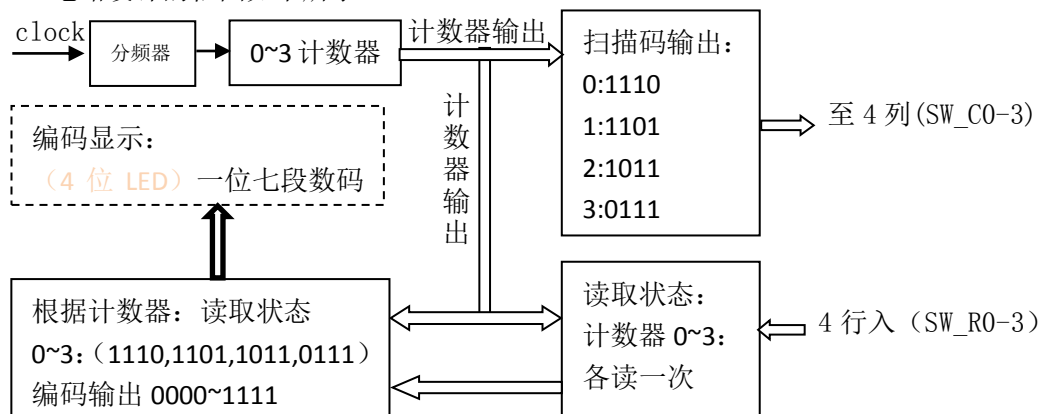 clock
分频器
0~3 计数器
计数器输出
扫描码输出：
0:1110
1:1101
2:1011
3:0111
至 4 列(SW_C0-3)
编码显示：
（4 位 LED）一位七段数码
计数器输出
根据计数器：读取状态
0~3:（1110,1101,1011,0111）
编码输出 0000~1111
读取状态：
计数器 0~3：
各读一次
4 行入（SW_R0-3）